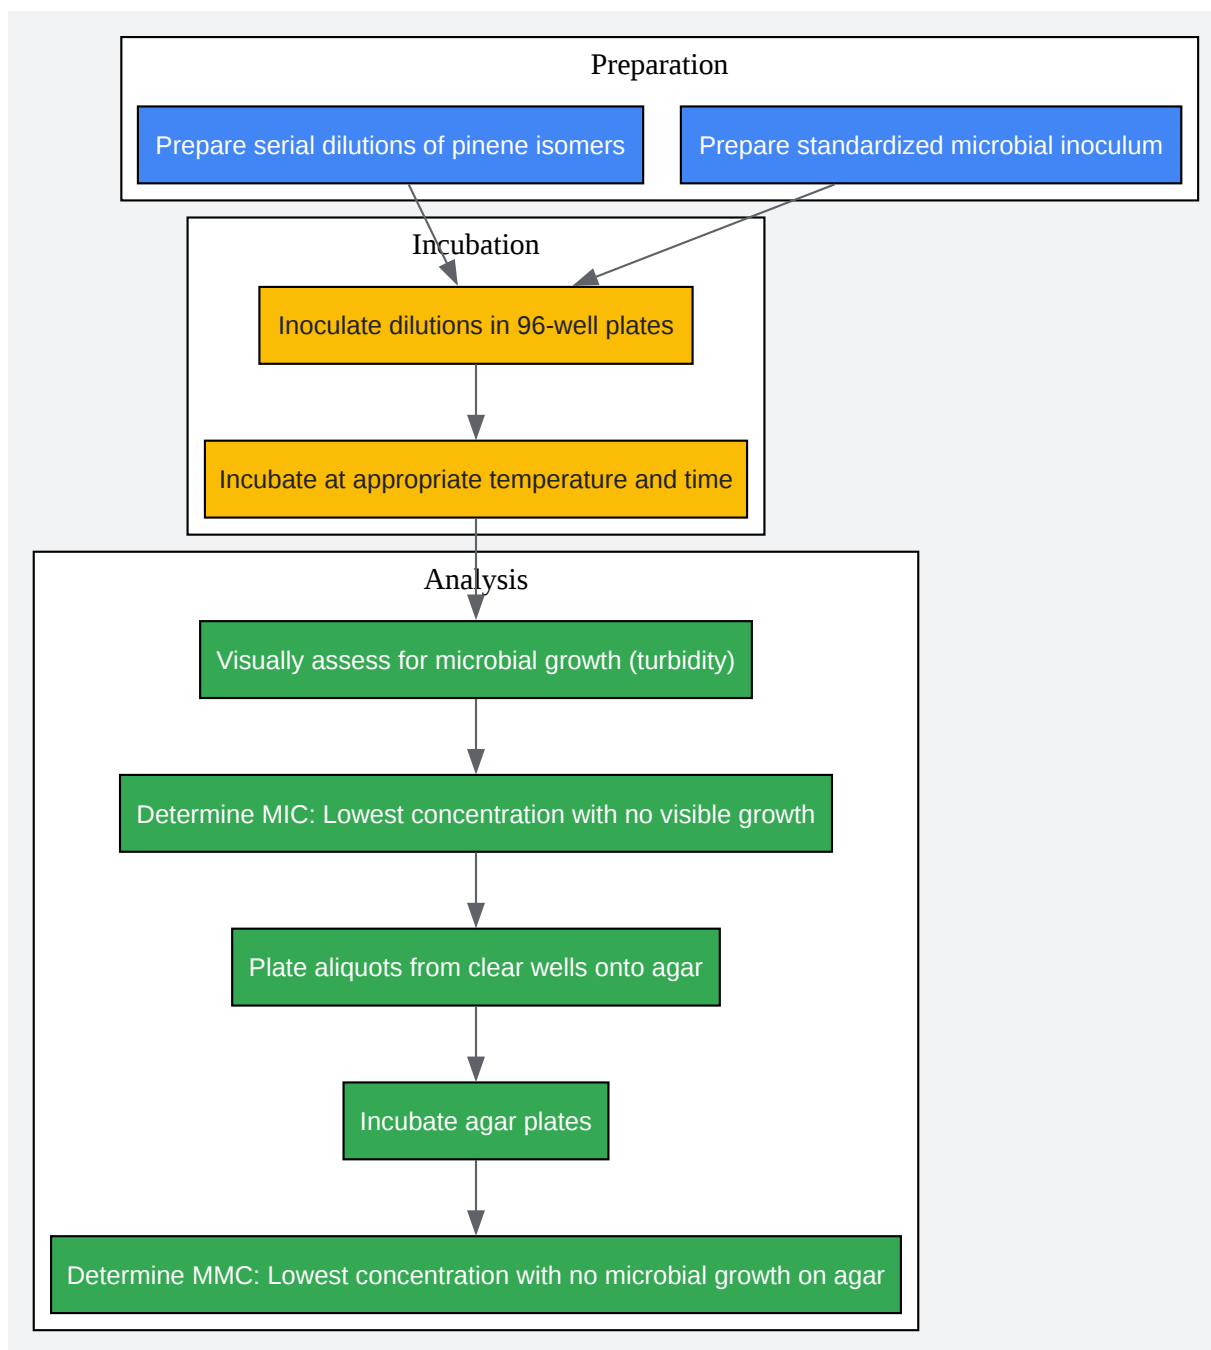 Preparation
Prepare serial dilutions of pinene isomers
Prepare standardized microbial inoculum
Incubation
Inoculate dilutions in 96-well plates
Incubate at appropriate temperature and time
Analysis
Visually assess for microbial growth (turbidity)
Determine MIC: Lowest concentration with no visible growth
Plate aliquots from clear wells onto agar
Incubate agar plates
Determine MMC: Lowest concentration with no microbial growth on agar